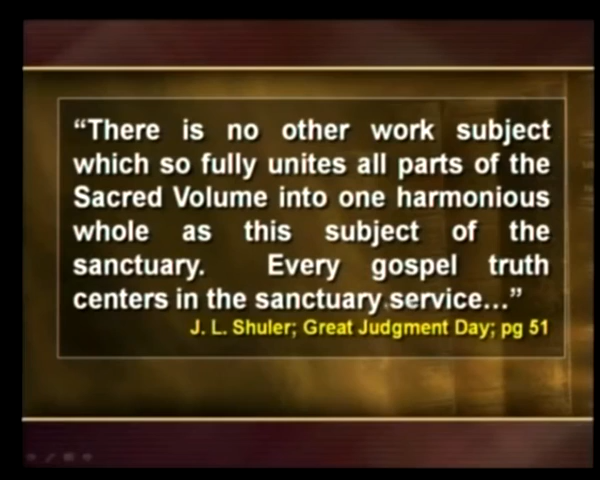 “There is no other work subject
which so fully unites all parts of the
Sacred Volume into one harmonious
whole as this subject of the
sanctuary. Every gospel truth
centers in the sanctuary service...”
J. L. Shuler; Great Judgment Day; pg 51